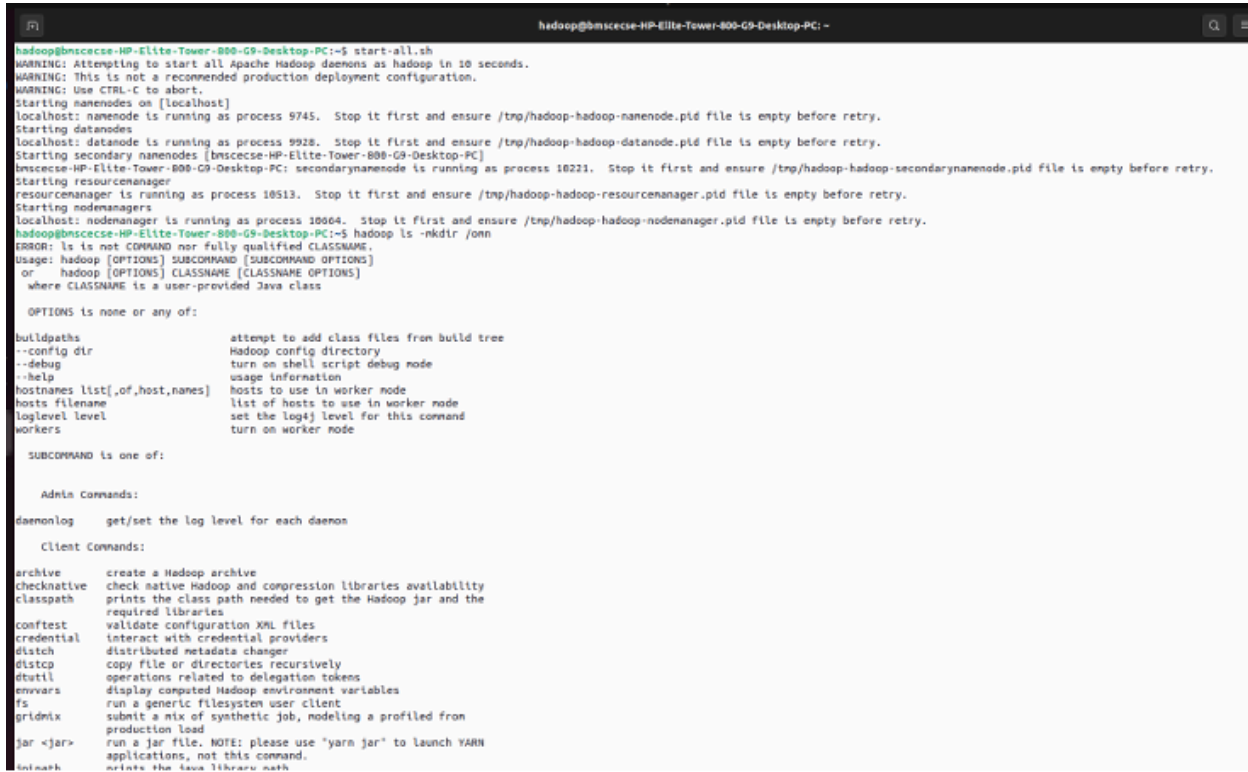 hadoop@bmscecse-HP-Elite-Tower-800-G9-Desktop-PC: ~
hadoop@bmscecse-HP-Elite-Tower-800-G9-Desktop-PC:~$ start-all.sh
WARNING: Attempting to start all Apache Hadoop daemons as hadoop in 10 seconds.
WARNING: This is not a recommended production deployment configuration.
WARNING: Use CTRL-C to abort.
Starting namenodes on [localhost]
localhost: namenode is running as process 9745.  Stop it first and ensure /tmp/hadoop-hadoop-namenode.pid file is empty before retry.
Starting datanodes
localhost: datanode is running as process 9928.  Stop it first and ensure /tmp/hadoop-hadoop-datanode.pid file is empty before retry.
Starting secondary namenodes [bmscecse-HP-Elite-Tower-800-G9-Desktop-PC]
bmscecse-HP-Elite-Tower-800-G9-Desktop-PC: secondarynamenode is running as process 10221.  Stop it first and ensure /tmp/hadoop-hadoop-secondarynamenode.pid file is empty before retry.
Starting resourcemanager
resourcemanager is running as process 10513.  Stop it first and ensure /tmp/hadoop-hadoop-resourcemanager.pid file is empty before retry.
Starting nodemanagers
localhost: nodemanager is running as process 10664.  Stop it first and ensure /tmp/hadoop-hadoop-nodemanager.pid file is empty before retry.
hadoop@bmscecse-HP-Elite-Tower-800-G9-Desktop-PC:~$ hadoop ls -mkdir /omn
ERROR: ls is not COMMAND nor fully qualified CLASSNAME.
Usage: hadoop [OPTIONS] SUBCOMMAND [SUBCOMMAND OPTIONS]
 or    hadoop [OPTIONS] CLASSNAME [CLASSNAME OPTIONS]
  where CLASSNAME is a user-provided Java class
  OPTIONS is none or any of:
buildpaths                       attempt to add class files from build tree
--config dir                     Hadoop config directory
--debug                          turn on shell script debug mode
--help                           usage information
hostnames list[,of,host,names]   hosts to use in worker mode
hosts filename                   list of hosts to use in worker mode
loglevel level                   set the log4j level for this command
workers                          turn on worker mode
  SUBCOMMAND is one of:
    Admin Commands:
daemonlog     get/set the log level for each daemon
    Client Commands:
archive       create a Hadoop archive
checknative   check native Hadoop and compression libraries availability
classpath     prints the class path needed to get the Hadoop jar and the
              required libraries
conftest      validate configuration XML files
credential    interact with credential providers
distch        distributed metadata changer
distcp        copy file or directories recursively
dtutil        operations related to delegation tokens
envvars       display computed Hadoop environment variables
fs            run a generic filesystem user client
gridmix       submit a mix of synthetic job, modeling a profiled from
              production load
jar <jar>     run a jar file. NOTE: please use "yarn jar" to launch YARN
              applications, not this command.
jnipath       prints the java library path